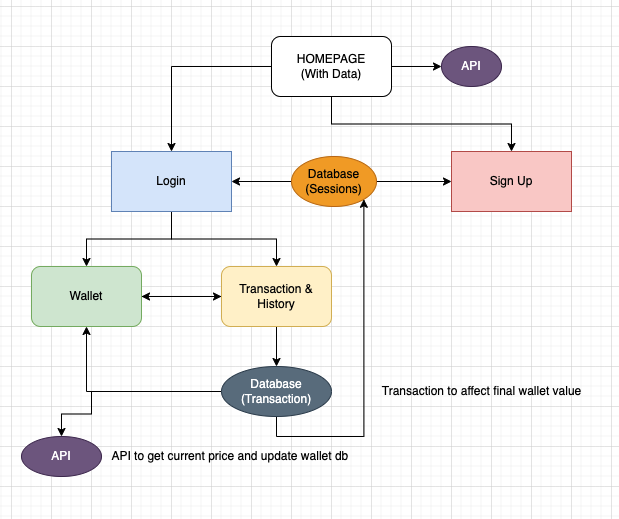 HOMEPAGE
(With Data)
API
Login
Database
(Sessions)
Sign Up
Wallet
Transaction &
History
Database
(Transaction)
Transaction to affect final wallet value
API
API to get current price and update wallet db